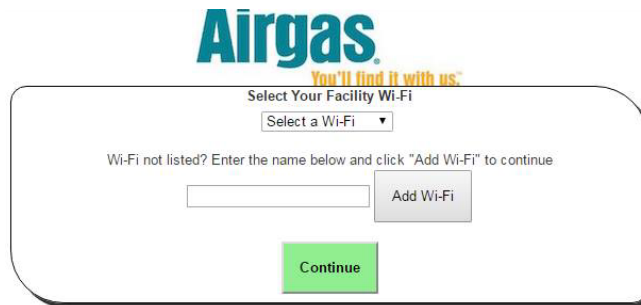 Airgas.
You'll find it with us.
Select Your Facility Wi-Fi
Select a Wi-Fi
Wi-Fi not listed? Enter the name below and click "Add Wi-Fi" to continue
Add Wi-Fi
Continue